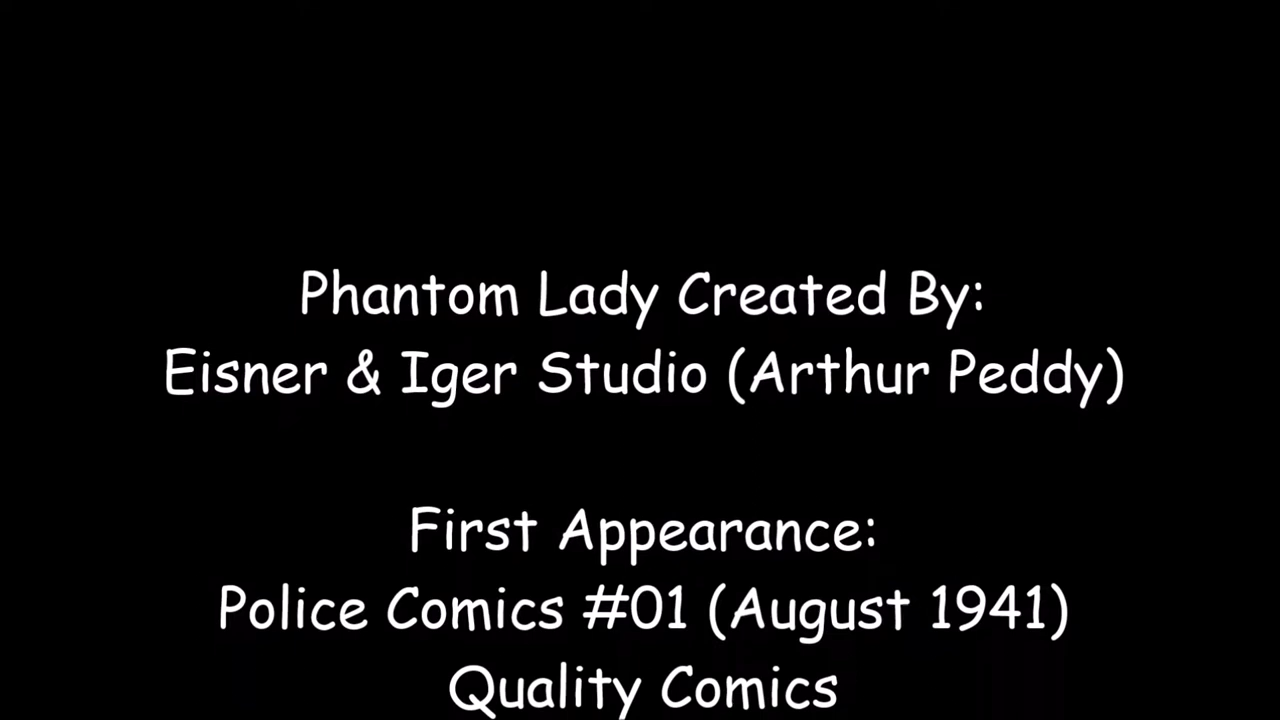 Phantom Lady Created By:
Eisner & Iger Studio (Arthur Peddy)
First Appearance:
Police Comics #01 (August 1941)
Quality Comics